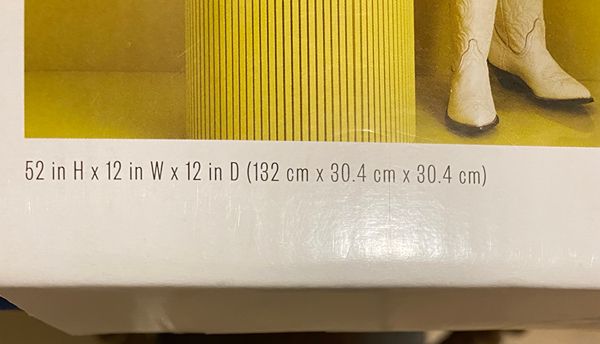 52 in H x 12 in W x 12 in D (132 cm x 30.4 cm x 30.4 cm)